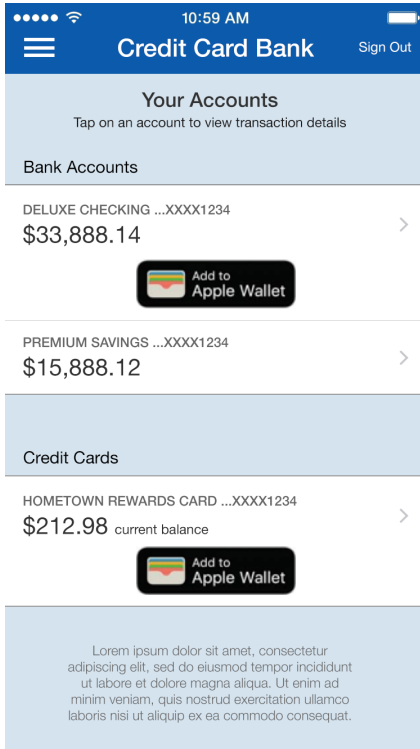 10:59 AM
Credit Card Bank
Sign Out
Your Accounts
Tap on an account to view transaction details
Bank Accounts
DELUXE CHECKING ...XXXX1234
$33,888.14
Add to
Apple Wallet
PREMIUM SAVINGS ...XXXX1234
$15,888.12
Credit Cards
HOMETOWN REWARDS CARD ...XXXX1234
$212.98 current balance
Add to
Apple Wallet
Lorem ipsum dolor sit amet, consectetur
adipiscing elit, sed do eiusmod tempor incididunt
ut labore et dolore magna aliqua. Ut enim ad
minim veniam, quis nostrud exercitation ullamco
laboris nisi ut aliquip ex ea commodo consequat.